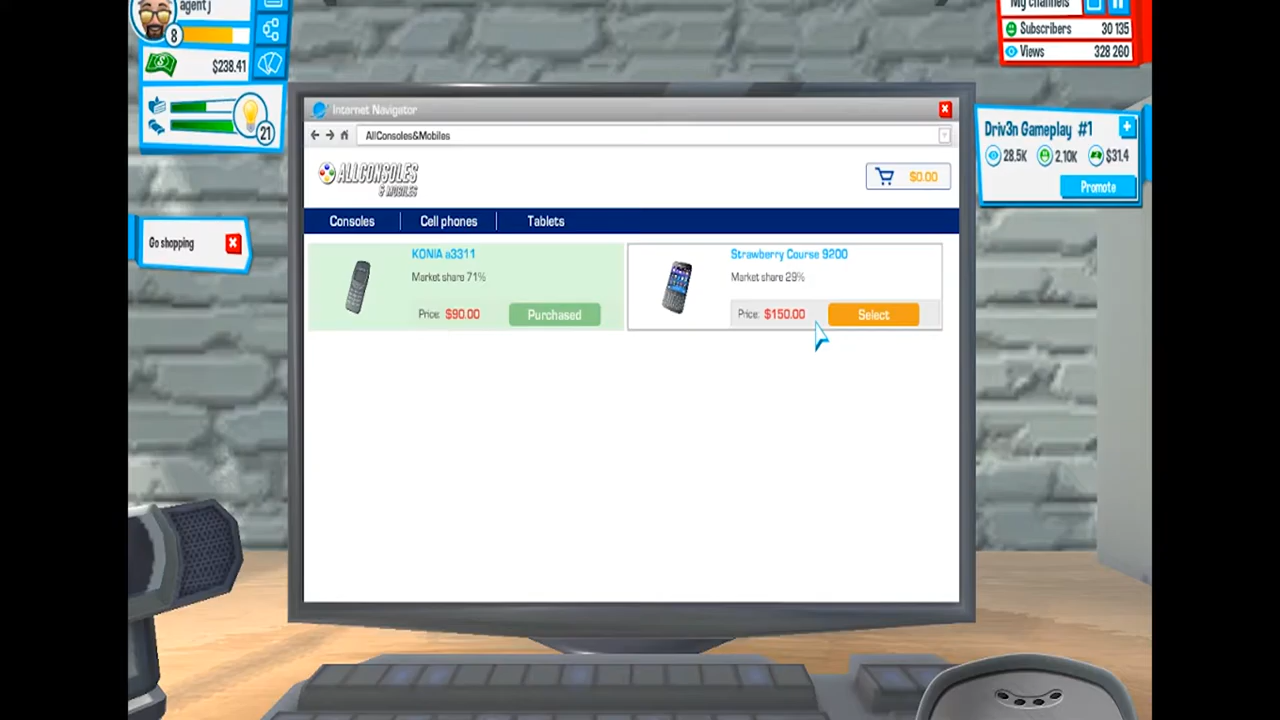 agentj
8
$238.41
21
Go shopping
My channels
Subscribers 30 135
Views 328 260
Driv3n Gameplay #1
28.5K 2.10K $31.4
Promote
Internet Navigator
AllConsoles&Mobiles
ALLCONSOLES
& MOBILES
$0.00
Consoles Cell phones Tablets
KONIA a3311
Market share 71%
Price: $90.00 Purchased
Strawberry Course 9200
Market share 29%
Price: $150.00 Select